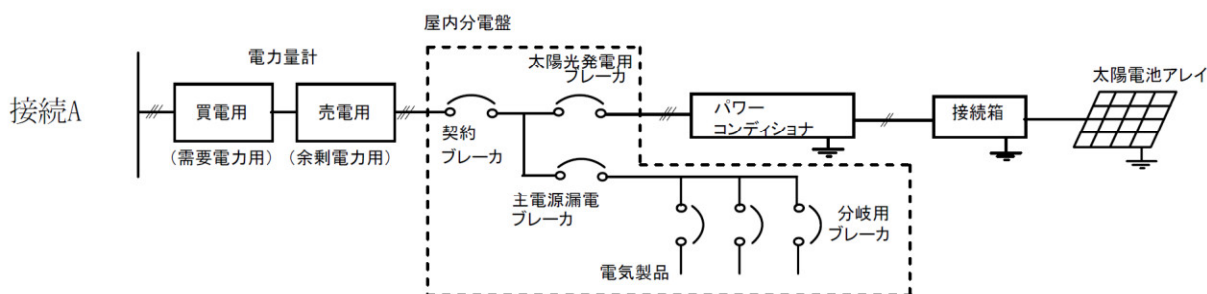 屋内分電盤
電力量計
太陽光発電用
ブレーカ
太陽電池アレイ
接続A
買電用
売電用
パワー
コンディショナ
接続箱
(需要電力用)
(余剰電力用)
契約
ブレーカ
主電源漏電
ブレーカ
分岐用
ブレーカ
電気製品